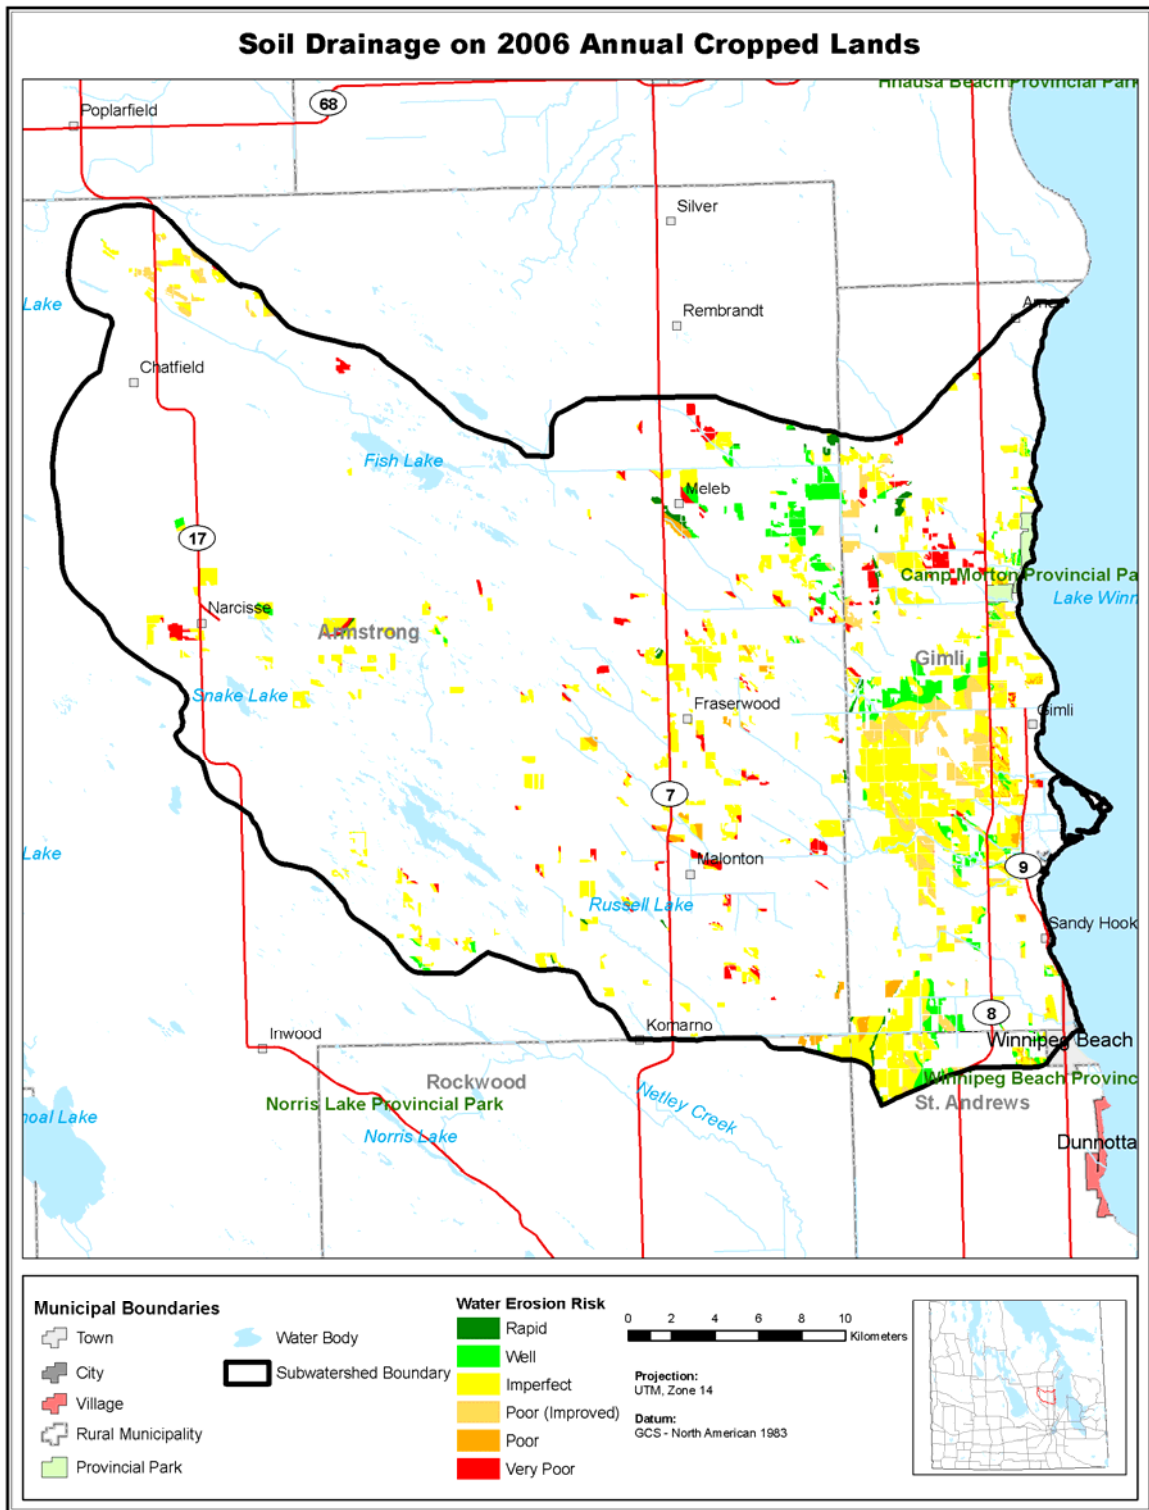 Soil Drainage on 2006 Annual Cropped Lands
Hnausa Beach Provincial Park
68
Poplarfield
Silver
Lake
Rembrandt
Chatfield
Fish Lake
Meleb
17
Camp Morton Provincial Pa
Lake Winn
Narcisse
Armstrong
Gimli
Snake Lake
Fraserwood
Gimli
7
Lake
Malonton
9
Russell Lake
Sandy Hook
8
Komarno
Inwood
Winnipeg Beach
Rockwood
Winnipeg Beach Provinc
Norris Lake Provincial Park
St. Andrews
Netley Creek
hoal Lake
Norris Lake
Dunnotta
Municipal Boundaries
Town
City
Village
Rural Municipality
Provincial Park
Water Body
Subwatershed Boundary
Water Erosion Risk
Rapid
Well
Imperfect
Poor (Improved)
Poor
Very Poor
0 2 4 6 8 10
Kilometers
Projection:
UTM, Zone 14
Datum:
GCS - North American 1983